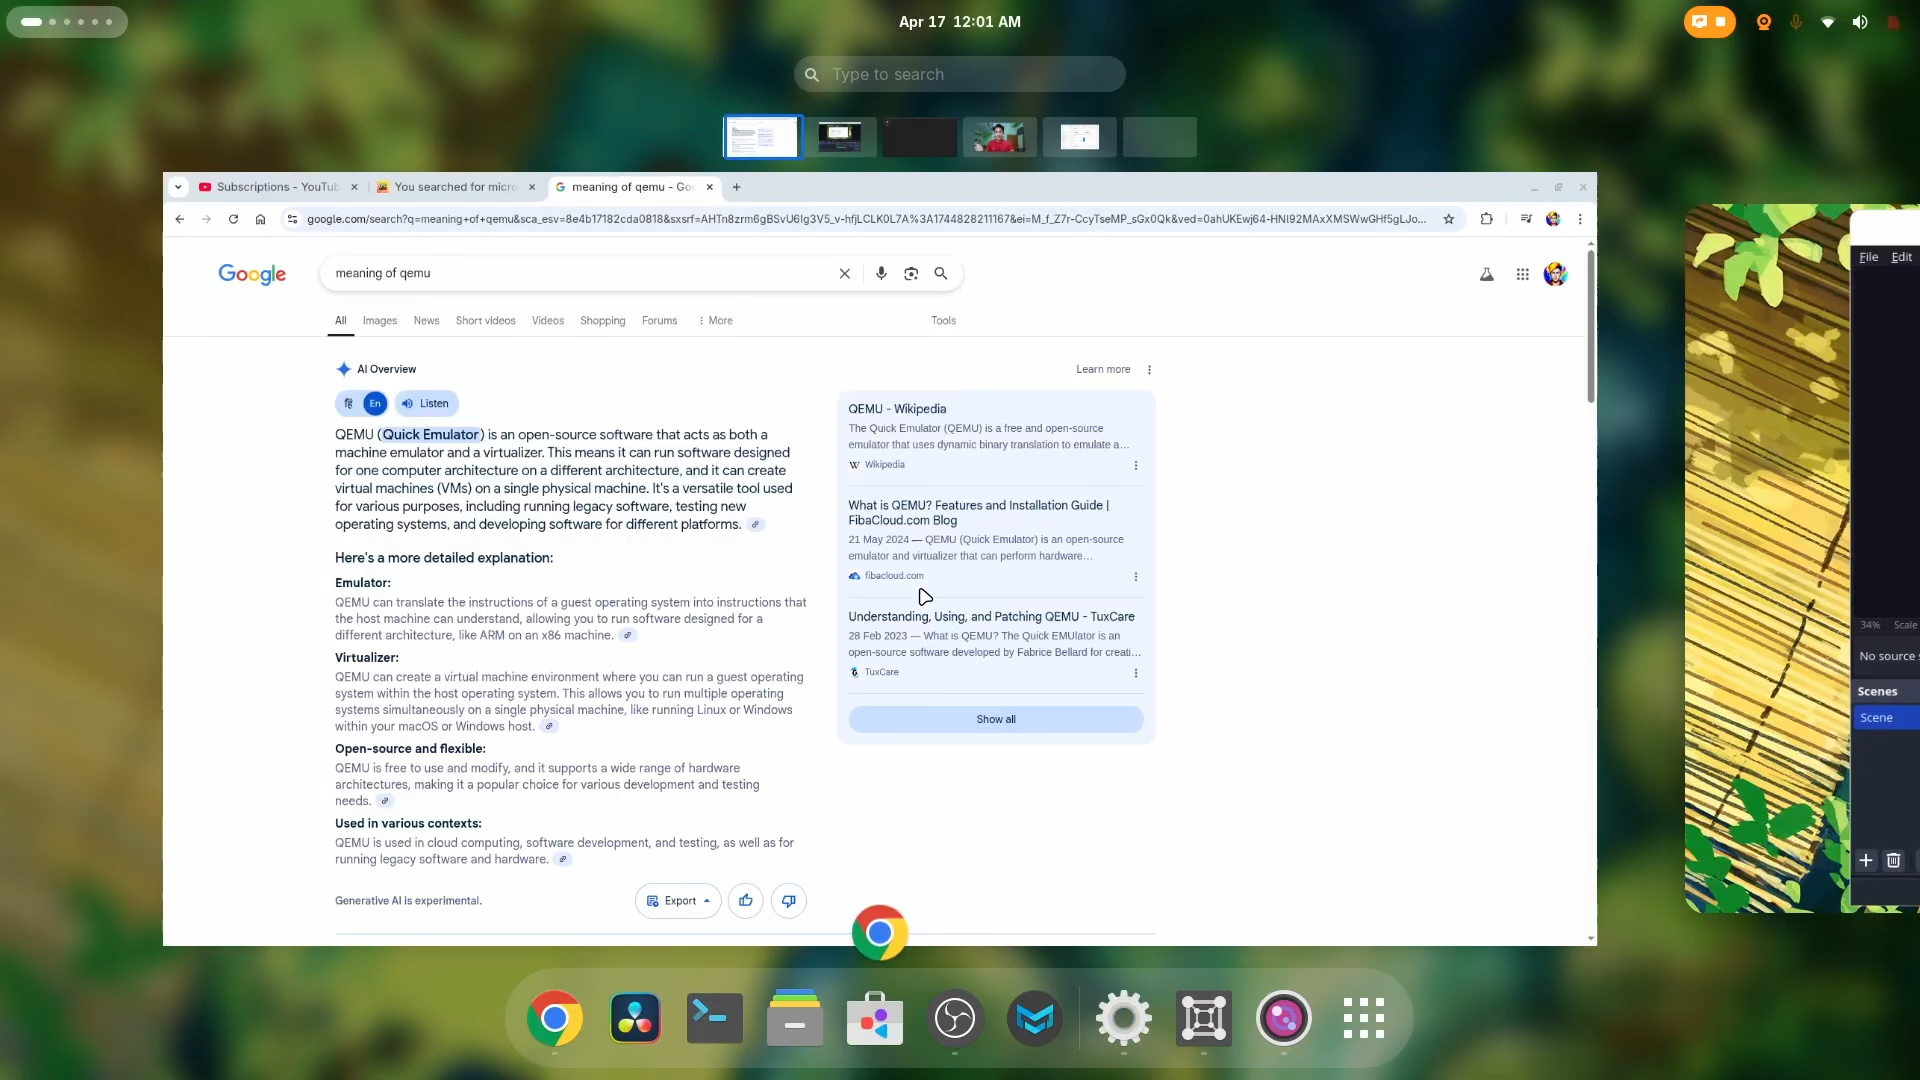 Apr 17 12:01 AM
Type to search
Subscriptions - YouTub
You searched for micro
meaning of qemu - Goo
google.com/search?q=meaning+of+qemu&sca_esv=8e4b17182cda0818&sxsrf=AHTn8zrm6gBSvU6Ig3V5_v-hfjLCLK0L7A%3A1744828211167&ei=M_f_Z7r-CcyTseMP_sGx0Qk&ved=0ahUKEwj64-HNl92MAxXMSWwGHf5gLJo...
Google
meaning of qemu
All
Images
News
Short videos
Videos
Shopping
Forums
More
Tools
AI Overview
Learn more
हि
En
Listen
QEMU (Quick Emulator) is an open-source software that acts as both a
machine emulator and a virtualizer. This means it can run software designed
for one computer architecture on a different architecture, and it can create
virtual machines (VMs) on a single physical machine. It's a versatile tool used
for various purposes, including running legacy software, testing new
operating systems, and developing software for different platforms.
Here's a more detailed explanation:
Emulator:
QEMU can translate the instructions of a guest operating system into instructions that
the host machine can understand, allowing you to run software designed for a
different architecture, like ARM on an x86 machine.
Virtualizer:
QEMU can create a virtual machine environment where you can run a guest operating
system within the host operating system. This allows you to run multiple operating
systems simultaneously on a single physical machine, like running Linux or Windows
within your macOS or Windows host.
Open-source and flexible:
QEMU is free to use and modify, and it supports a wide range of hardware
architectures, making it a popular choice for various development and testing
needs.
Used in various contexts:
QEMU is used in cloud computing, software development, and testing, as well as for
running legacy software and hardware.
Generative AI is experimental.
Export
QEMU - Wikipedia
The Quick Emulator (QEMU) is a free and open-source
emulator that uses dynamic binary translation to emulate a...
W Wikipedia
What is QEMU? Features and Installation Guide |
FibaCloud.com Blog
21 May 2024 — QEMU (Quick Emulator) is an open-source
emulator and virtualizer that can perform hardware...
fibacloud.com
Understanding, Using, and Patching QEMU - TuxCare
28 Feb 2023 — What is QEMU? The Quick EMUlator is an
open-source software developed by Fabrice Bellard for creati...
TuxCare
Show all
File Edit
34% Scale
No source s
Scenes
Scene